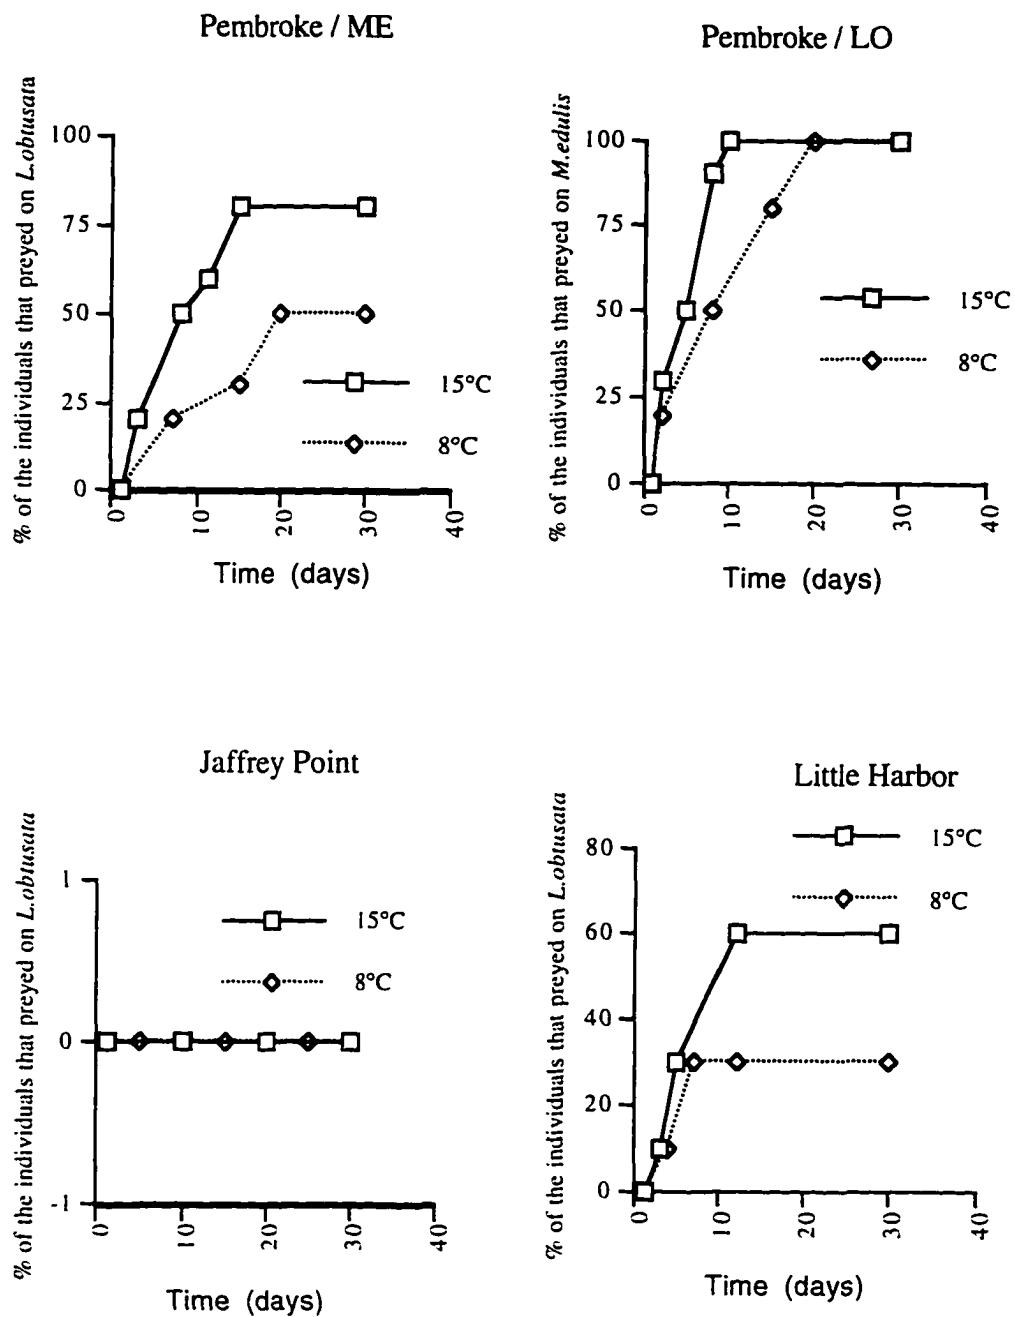 Pembroke / ME
% of the individuals that preyed on L.obtusata
100
75
50
25
0
0
10
20
30
40
Time (days)
15°C
8°C
Pembroke / LO
% of the individuals that preyed on M.edulis
100
75
50
25
0
0
10
20
30
40
Time (days)
15°C
8°C
Jaffrey Point
% of the individuals that preyed on L.obtusata
1
0
-1
0
10
20
30
40
Time (days)
15°C
8°C
Little Harbor
% of the individuals that preyed on L.obtusata
15°C
8°C
80
60
40
20
0
0
10
20
30
40
Time (days)